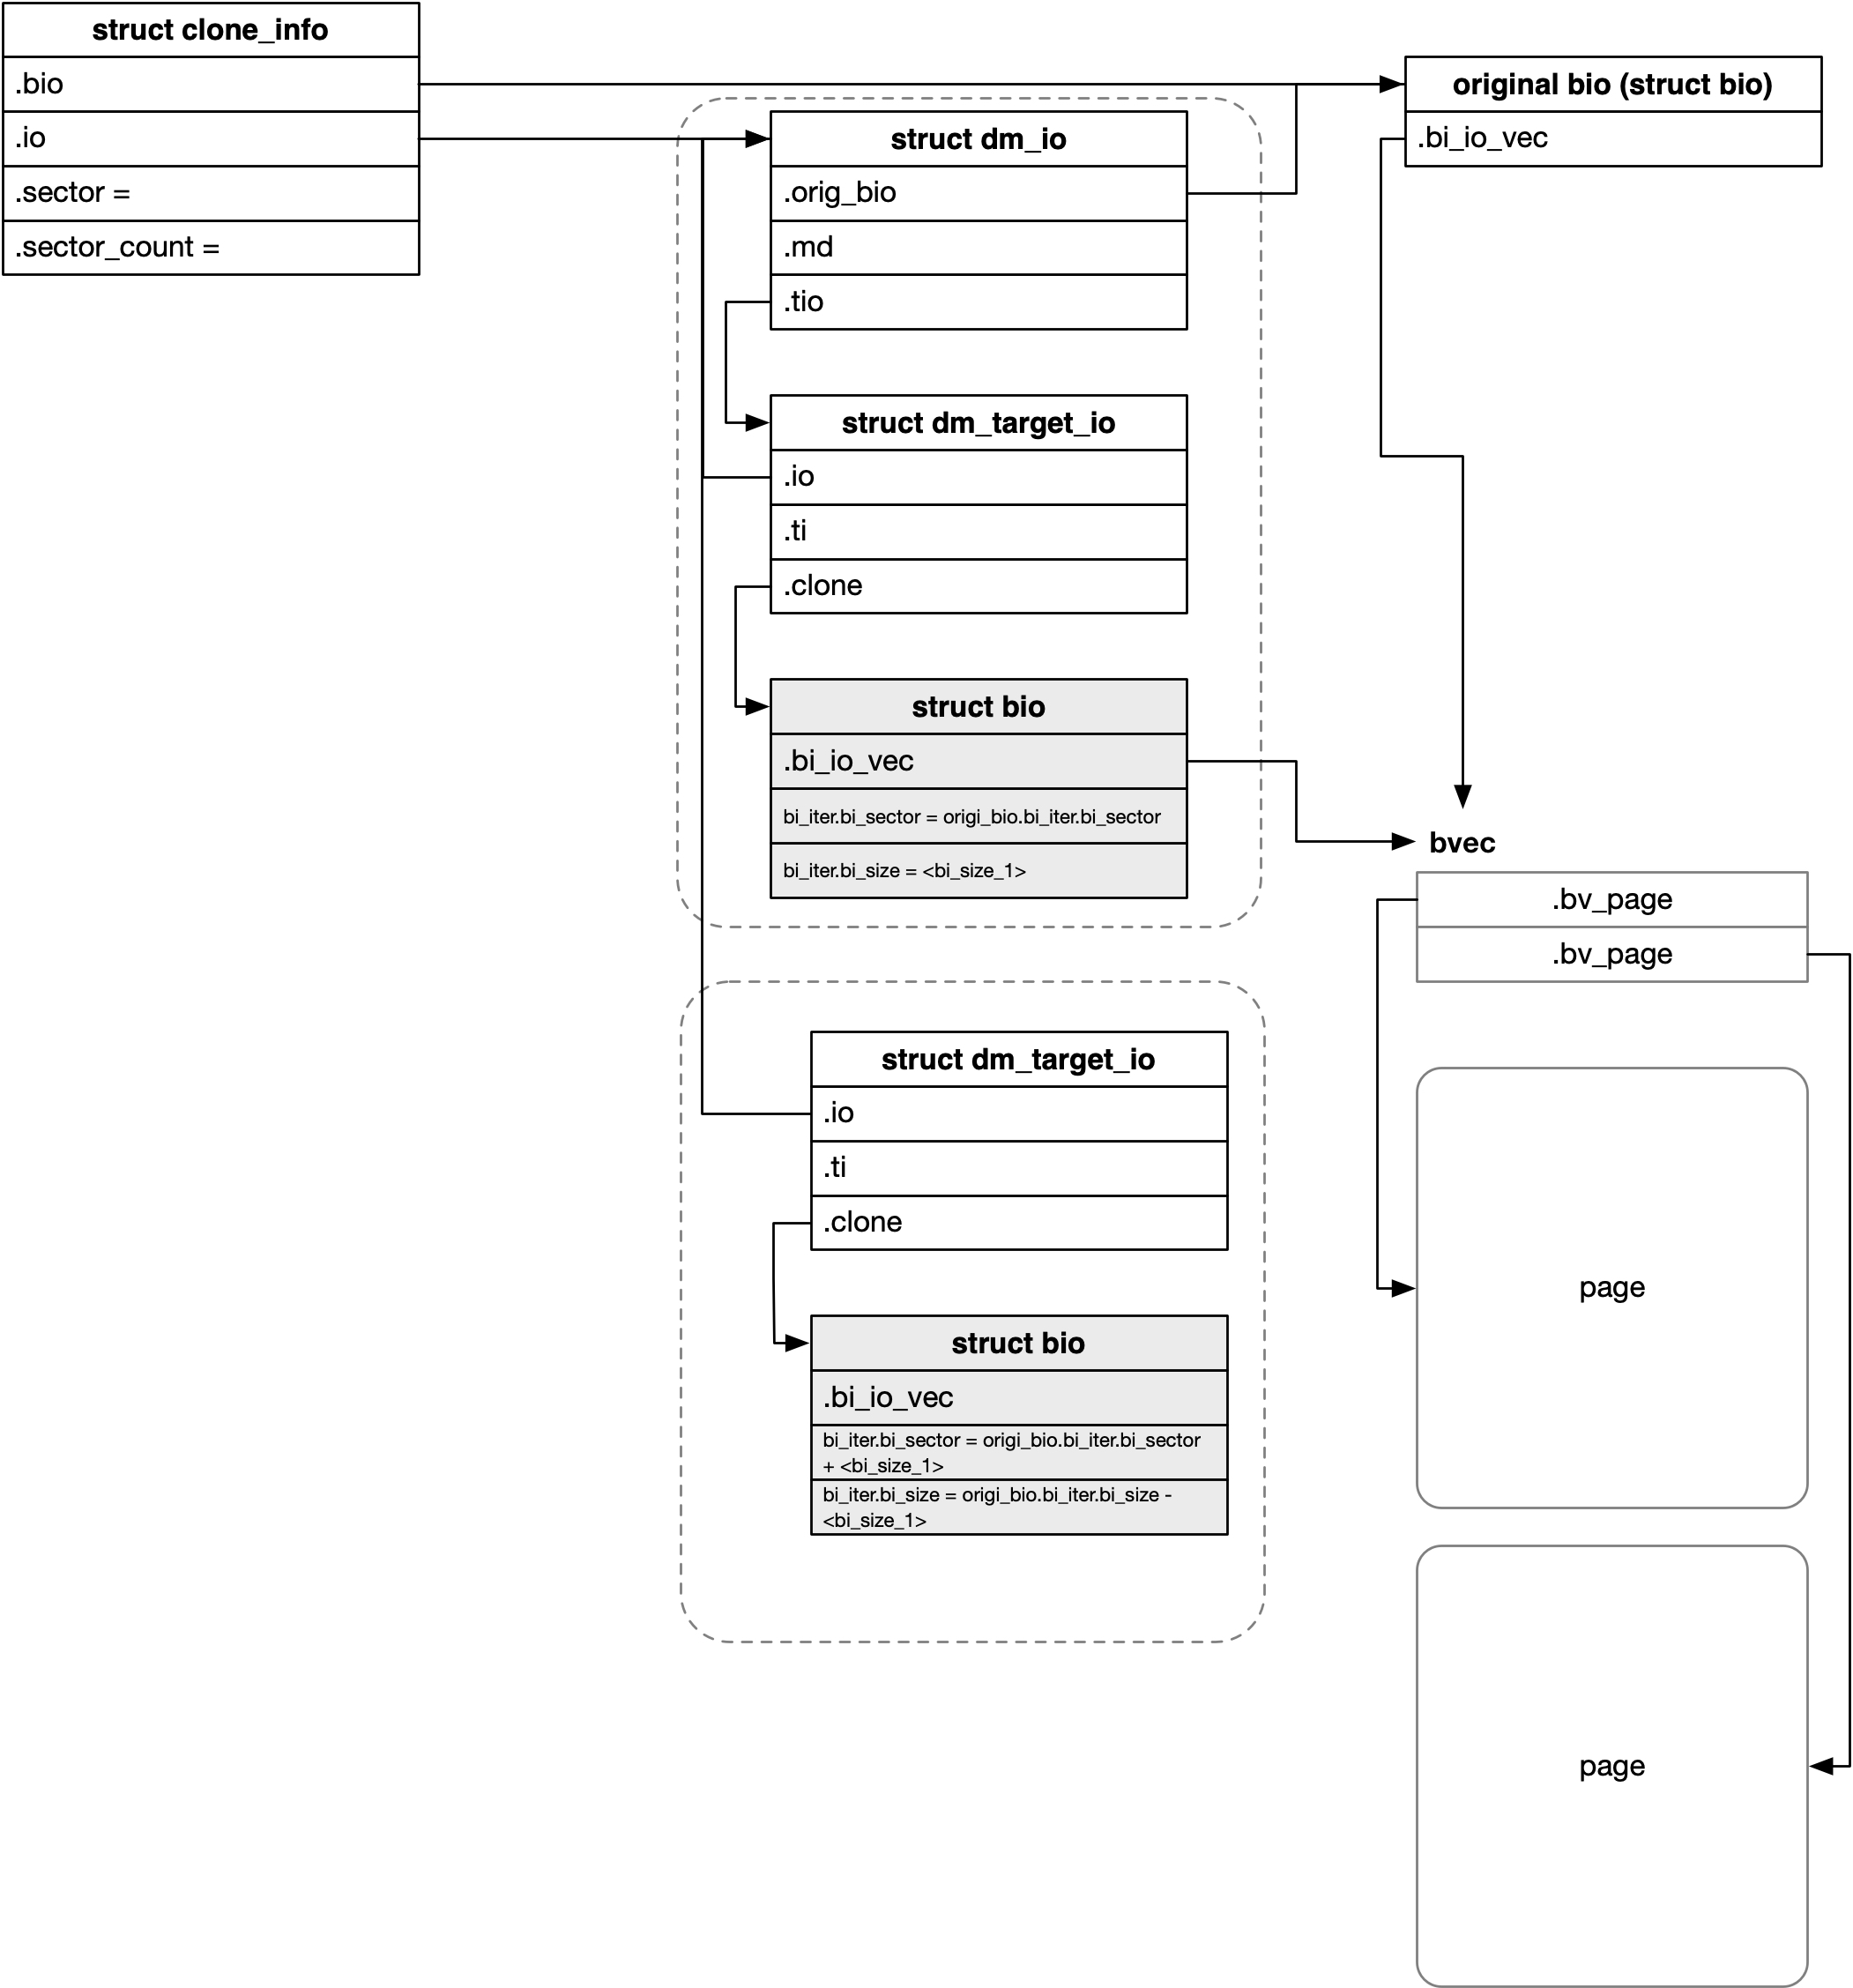 struct clone_info
.bio
.io
.sector =
.sector_count =
original bio (struct bio)
.bi_io_vec
struct dm_io
.orig_bio
.md
.tio
struct dm_target_io
.io
.ti
.clone
struct bio
.bi_io_vec
bi_iter.bi_sector = origi_bio.bi_iter.bi_sector
bi_iter.bi_size = <bi_size_1>
bvec
.bv_page
.bv_page
struct dm_target_io
.io
.ti
.clone
struct bio
.bi_io_vec
bi_iter.bi_sector = origi_bio.bi_iter.bi_sector
+ <bi_size_1>
bi_iter.bi_size = origi_bio.bi_iter.bi_size -
<bi_size_1>
page
page